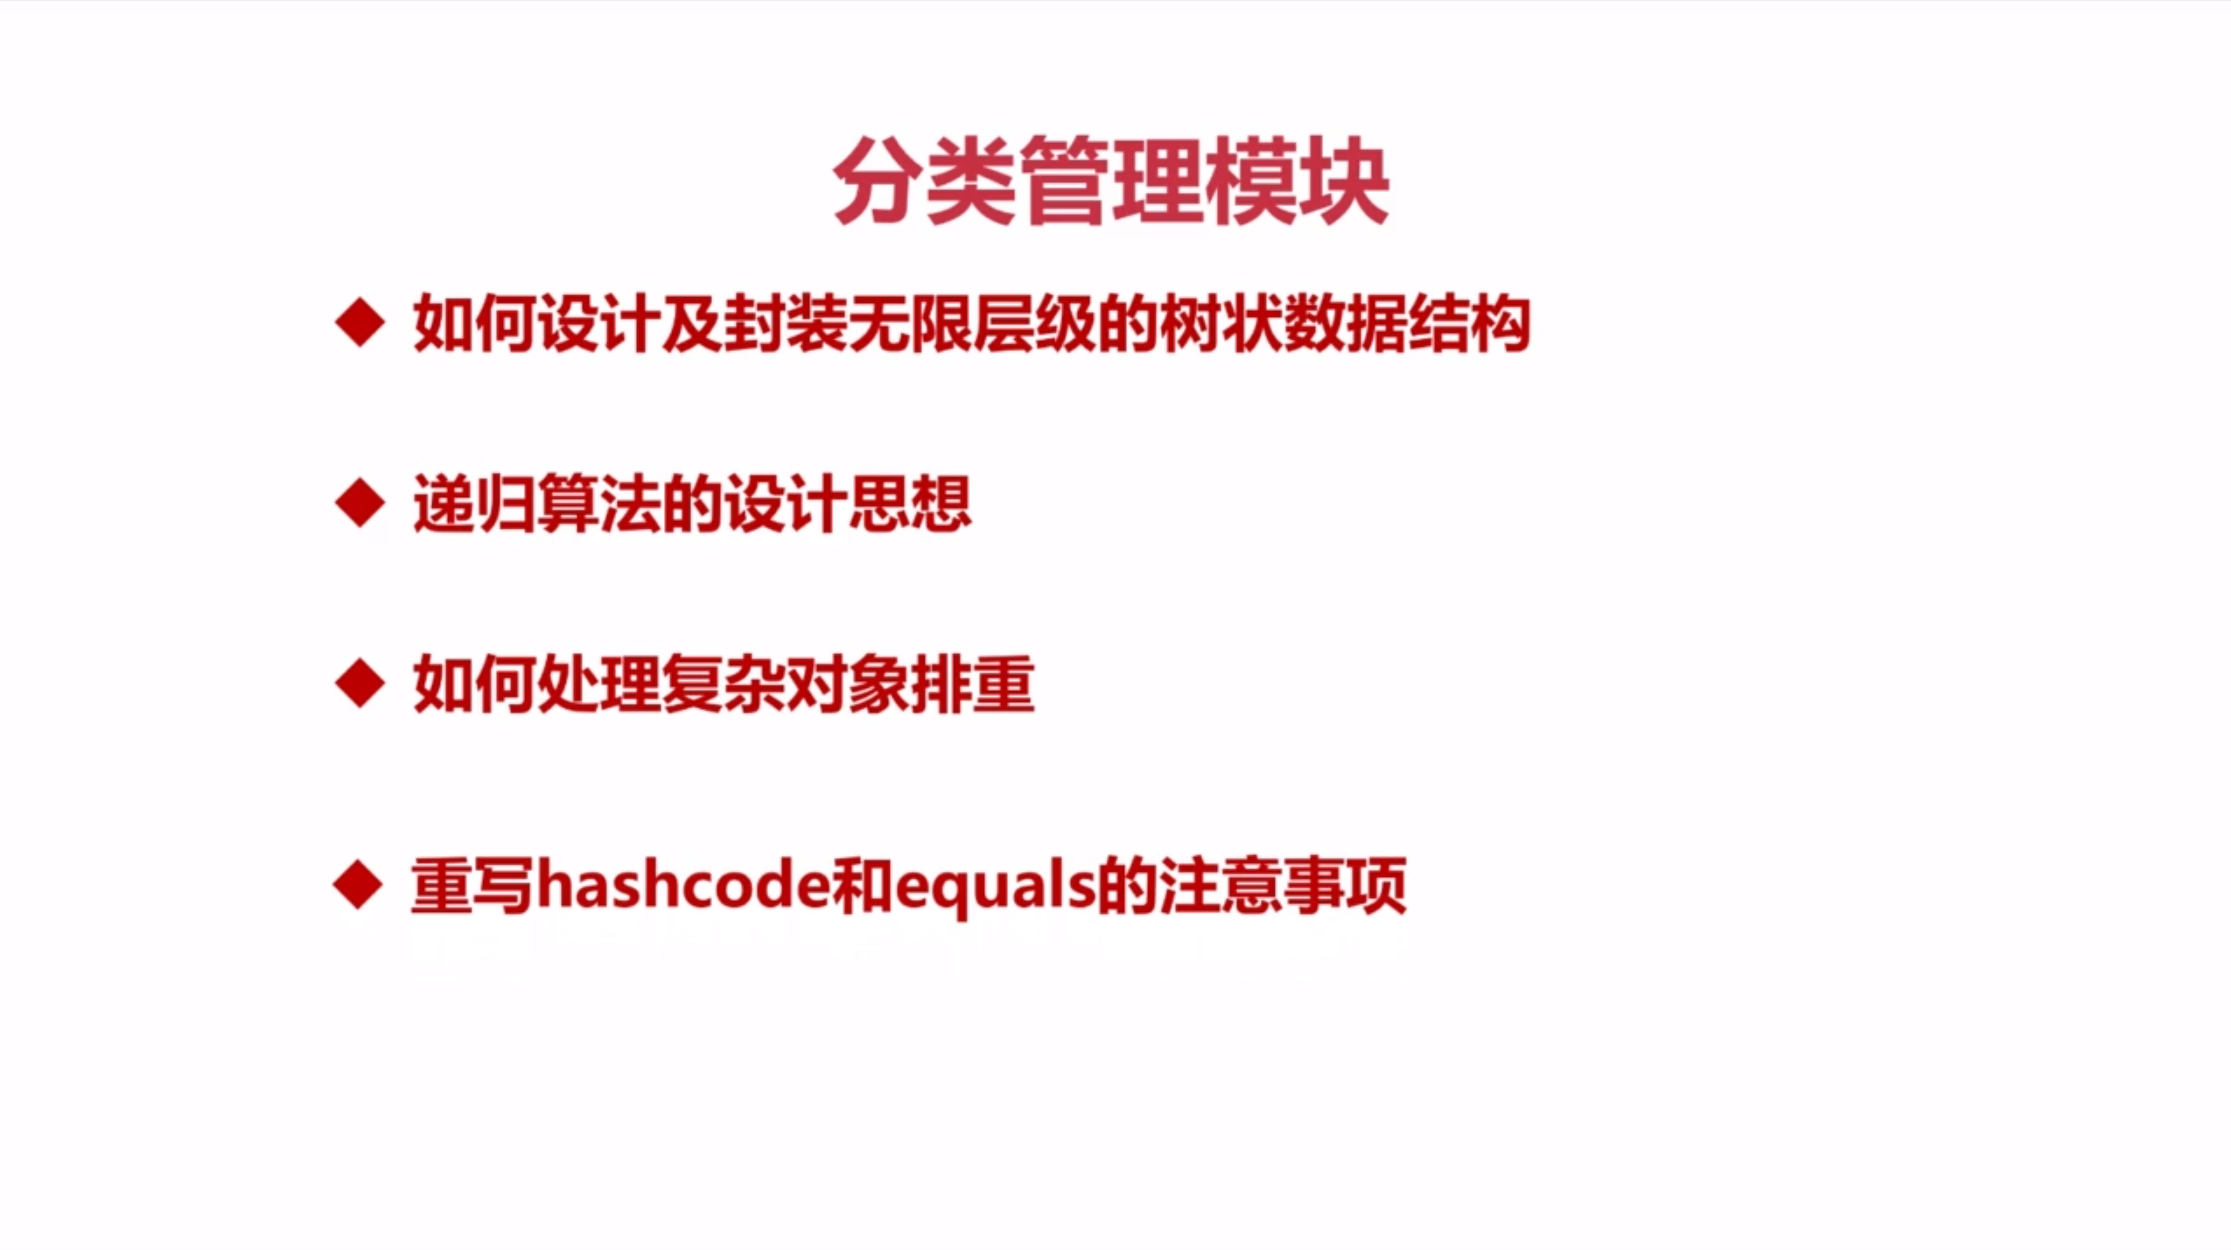 分类管理模块
如何设计及封装无限层级的树状数据结构
递归算法的设计思想
如何处理复杂对象排重
重写hashcode和equals的注意事项